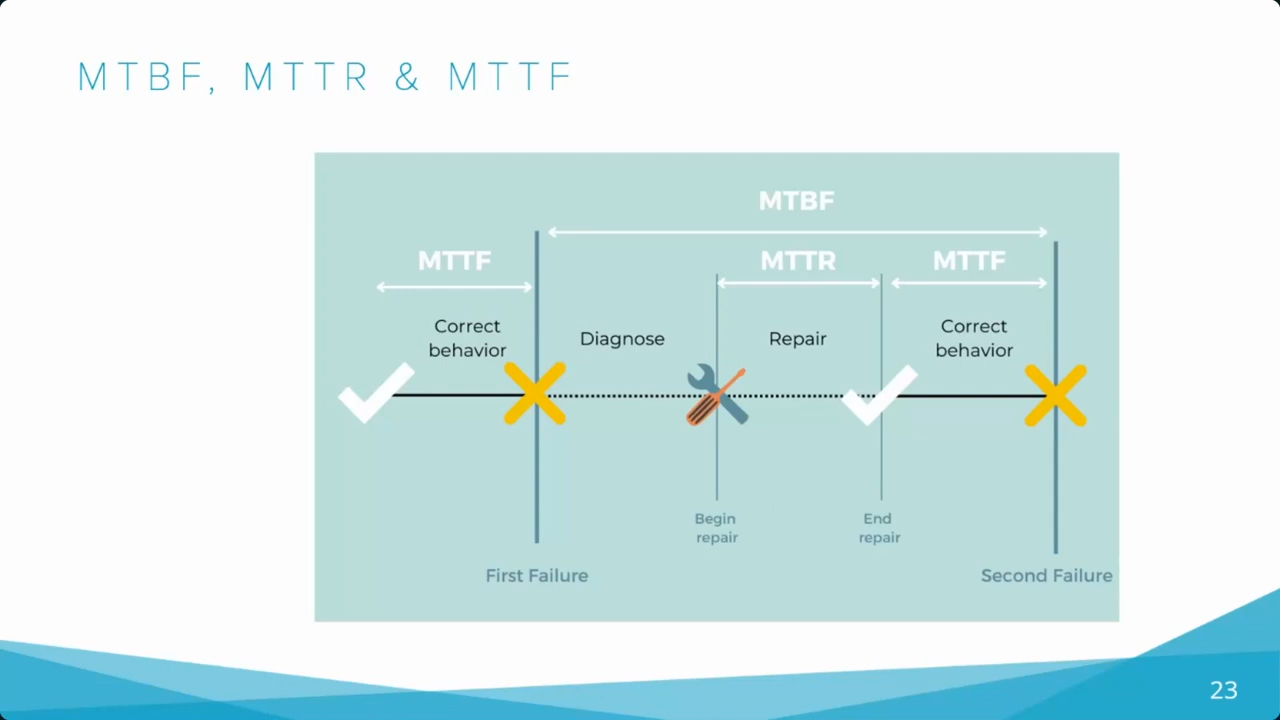 MTBF, MTTR & MTTF
MTBF
MTTF
MTTR
MTTF
Correct
behavior
Diagnose
Repair
Correct
behavior
Begin
repair
End
repair
First Failure
Second Failure
23